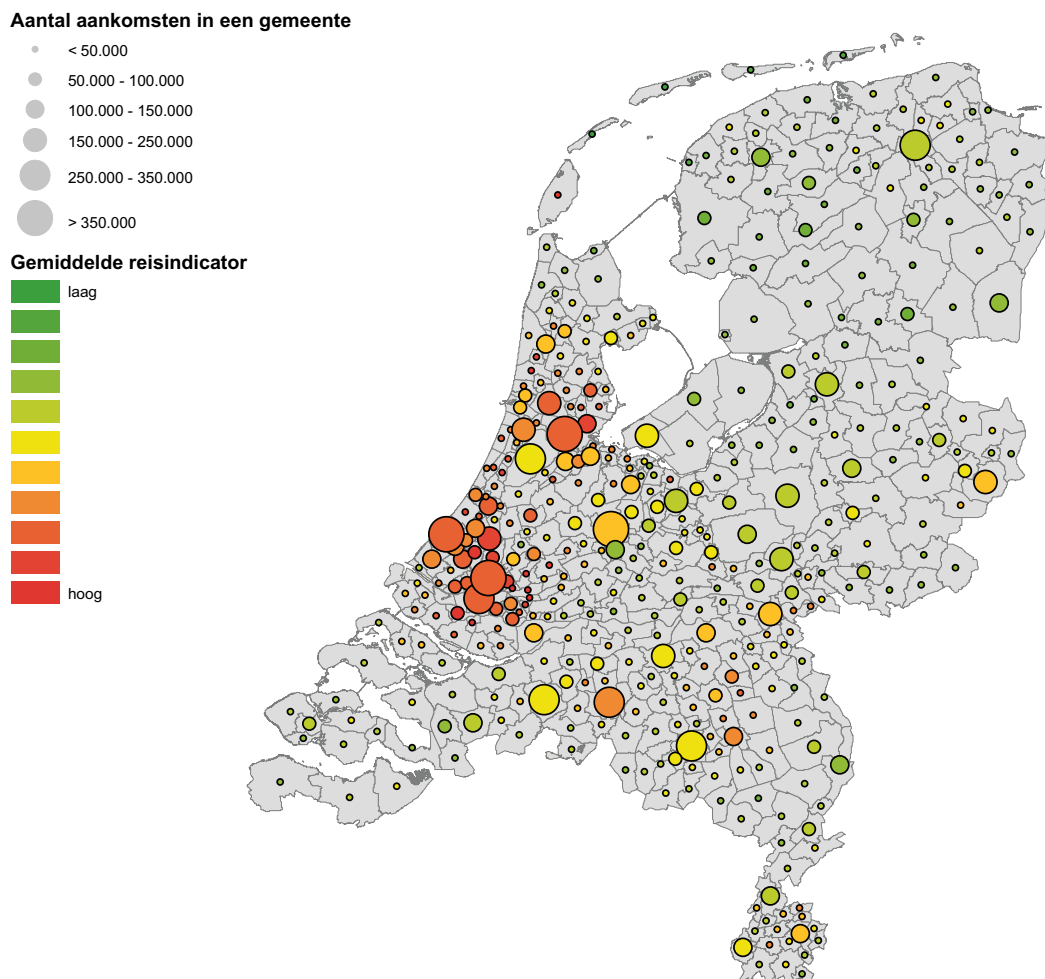 Aantal aankomsten in een gemeente
< 50.000
50.000 - 100.000
100.000 - 150.000
150.000 - 250.000
250.000 - 350.000
> 350.000
Gemiddelde reisindicator
laag
hoog